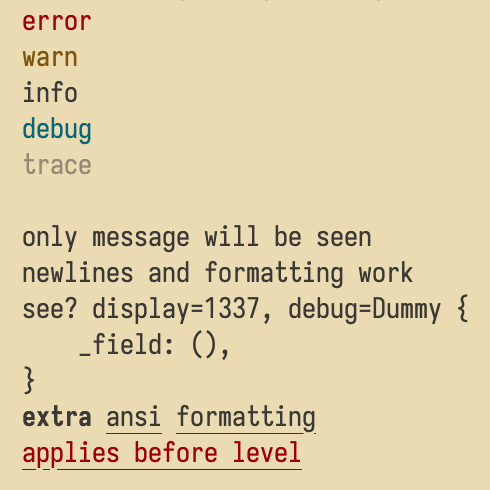 error
warn
info
debug
trace

only message will be seen
newlines and formatting work
see? display=1337, debug=Dummy {
    _field: (),
}
extra ansi formatting
applies before level